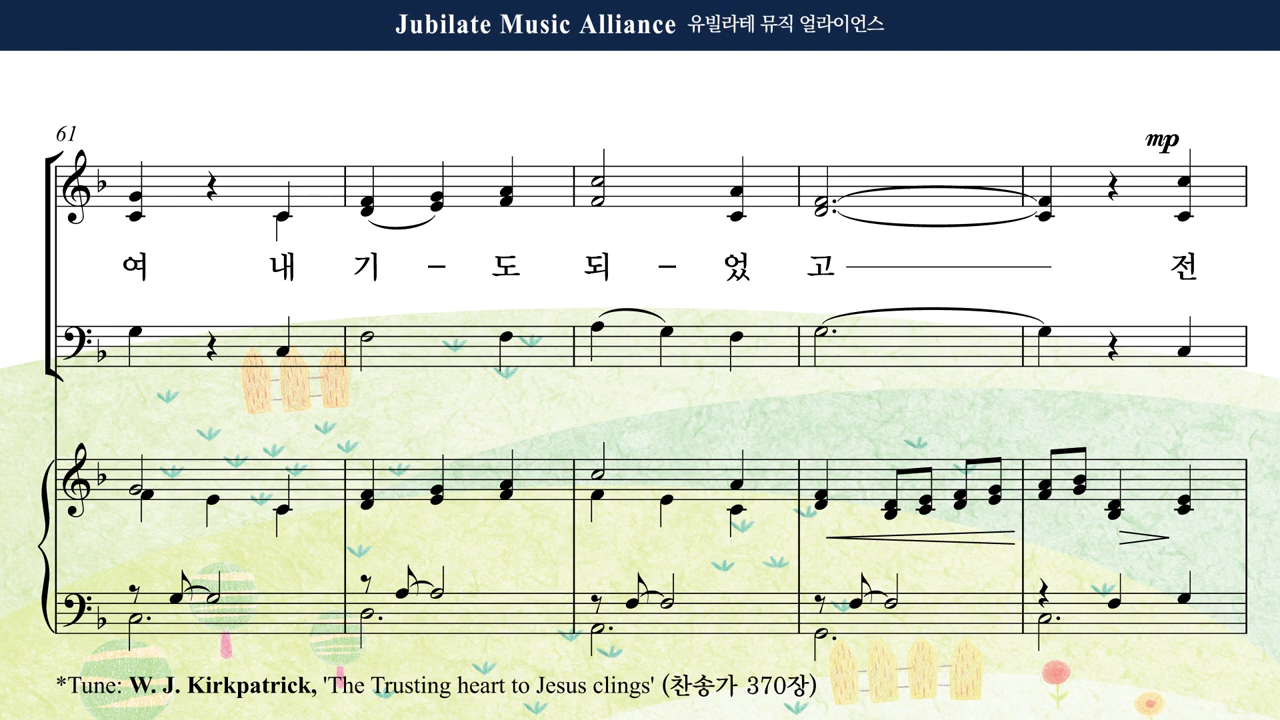 Jubilate Music Alliance 유빌라테 뮤직 얼라이언스
61
mp
여 내 기 – 도 되 – 었 고 전
*Tune: W. J. Kirkpatrick, 'The Trusting heart to Jesus clings' (찬송가 370장)